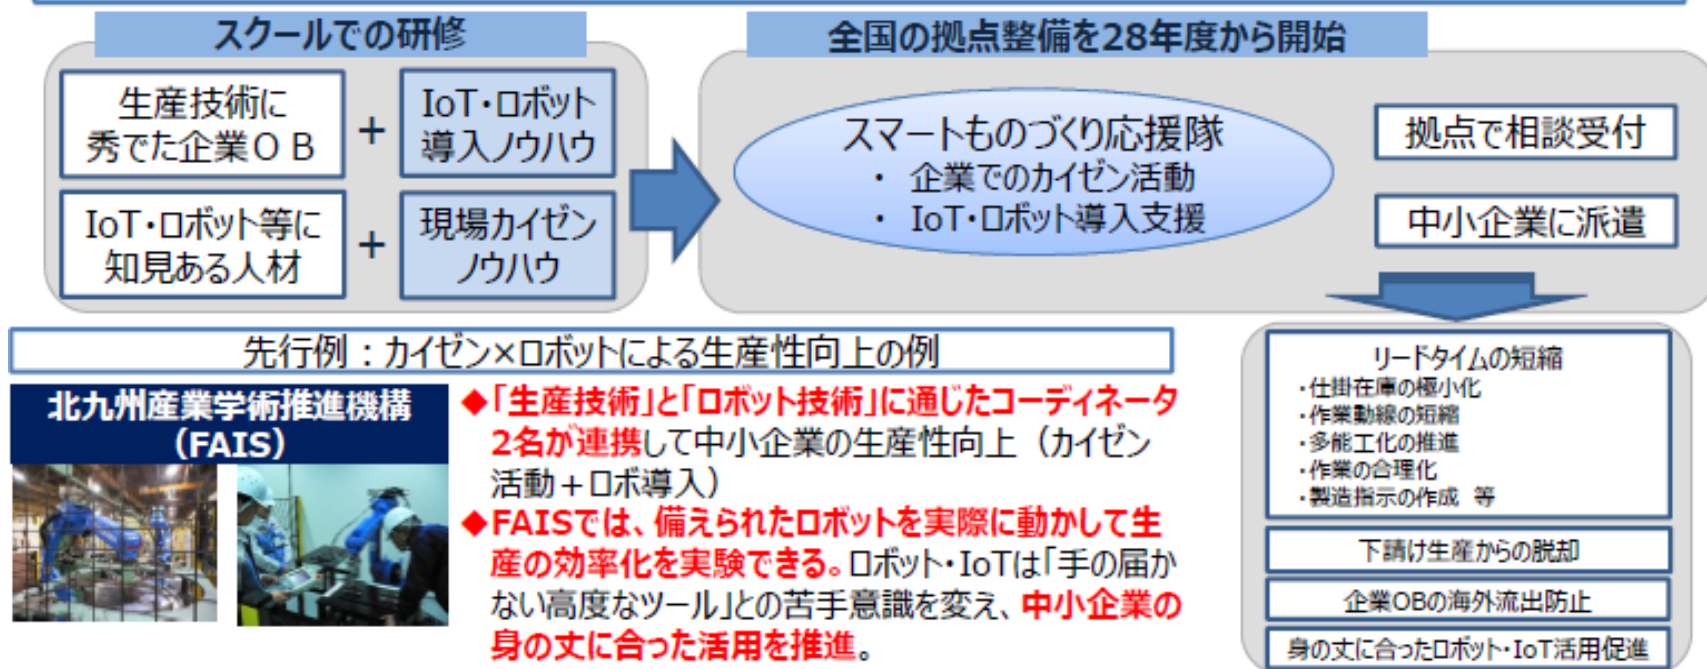 スクールでの研修
生産技術に
秀でた企業OB
+
IoT・ロボット
導入ノウハウ
IoT・ロボット等に
知見ある人材
+
現場カイゼン
ノウハウ
全国の拠点整備を28年度から開始
スマートものづくり応援隊
・ 企業でのカイゼン活動
・ IoT・ロボット導入支援
拠点で相談受付
中小企業に派遣
先行例：カイゼン×ロボットによる生産性向上の例
北九州産業学術推進機構
(FAIS)
◆「生産技術」と「ロボット技術」に通じたコーディネータ
2名が連携して中小企業の生産性向上（カイゼン
活動＋ロボ導入）
◆FAISでは、備えられたロボットを実際に動かして生
産の効率化を実験できる。ロボット・IoTは「手の届か
ない高度なツール」との苦手意識を変え、中小企業の
身の丈に合った活用を推進。
リードタイムの短縮
・仕掛在庫の極小化
・作業動線の短縮
・多能工化の推進
・作業の合理化
・製造指示の作成 等
下請け生産からの脱却
企業OBの海外流出防止
身の丈に合ったロボット・IoT活用促進